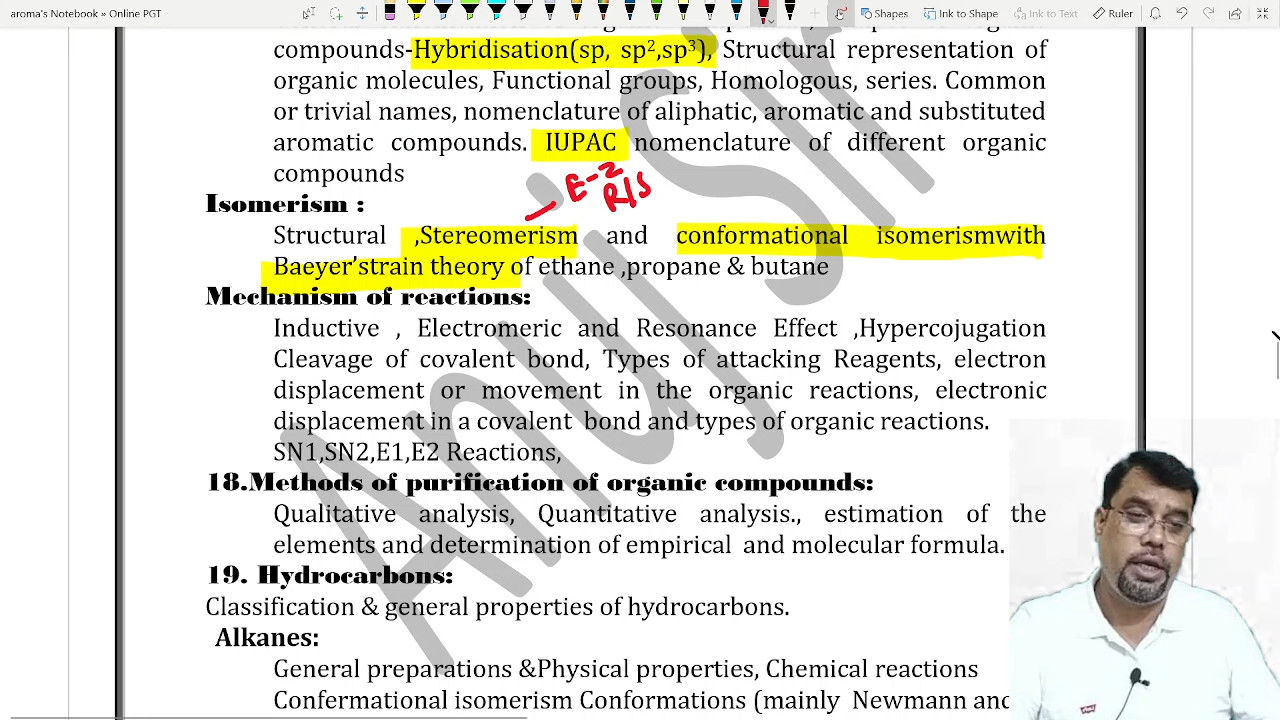 aroma's Notebook » Online PGT
Shapes
Ink to Shape
Ink to Text
Ruler
compounds-Hybridisation(sp, sp²,sp³), Structural representation of
organic molecules, Functional groups, Homologous, series. Common
or trivial names, nomenclature of aliphatic, aromatic and substituted
aromatic compounds. IUPAC nomenclature of different organic
compounds
E-Z
R/S
Isomerism :
Structural ,Stereomerism and conformational isomerismwith
Baeyer'strain theory of ethane ,propane & butane
Mechanism of reactions:
Inductive , Electromeric and Resonance Effect ,Hypercojugation
Cleavage of covalent bond, Types of attacking Reagents, electron
displacement or movement in the organic reactions, electronic
displacement in a covalent bond and types of organic reactions.
SN1,SN2,E1,E2 Reactions,
18.Methods of purification of organic compounds:
Qualitative analysis, Quantitative analysis., estimation of the
elements and determination of empirical and molecular formula.
19. Hydrocarbons:
Classification & general properties of hydrocarbons.
Alkanes:
General preparations &Physical properties, Chemical reactions
Confermational isomerism Conformations (mainly Newmann and
Anuj Sir